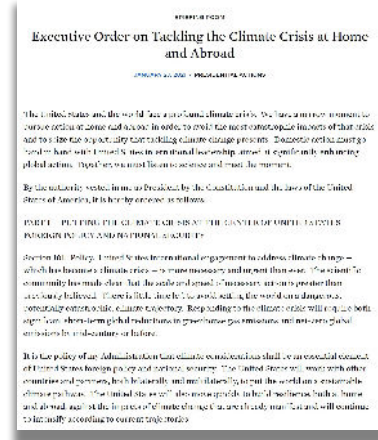 BRIEFING ROOM
Executive Order on Tackling the Climate Crisis at Home
and Abroad
JANUARY 27, 2021 • PRESIDENTIAL ACTIONS
The United States and the world face a profound climate crisis. We have a narrow moment to
pursue action at home and abroad in order to avoid the most catastrophic impacts of that crisis
and to seize the opportunity that tackling climate change presents. Domestic action must go
hand in hand with United States international leadership, aimed at significantly enhancing
global action. Together, we must listen to science and meet the moment.
By the authority vested in me as President by the Constitution and the laws of the United
States of America, it is hereby ordered as follows:
PART I — PUTTING THE CLIMATE CRISIS AT THE CENTER OF UNITED STATES
FOREIGN POLICY AND NATIONAL SECURITY
Section 101. Policy. United States international engagement to address climate change —
which has become a climate crisis — is more necessary and urgent than ever. The scientific
community has made clear that the scale and speed of necessary action is greater than
previously believed. There is little time left to avoid setting the world on a dangerous,
potentially catastrophic, climate trajectory. Responding to the climate crisis will require both
significant short-term global reductions in greenhouse gas emissions and net-zero global
emissions by mid-century or before.
It is the policy of my Administration that climate considerations shall be an essential element
of United States foreign policy and national security. The United States will work with other
countries and partners, both bilaterally and multilaterally, to put the world on a sustainable
climate pathway. The United States will also move quickly to build resilience, both at home
and abroad, against the impacts of climate change that are already manifest and will continue
to intensify according to current trajectories.